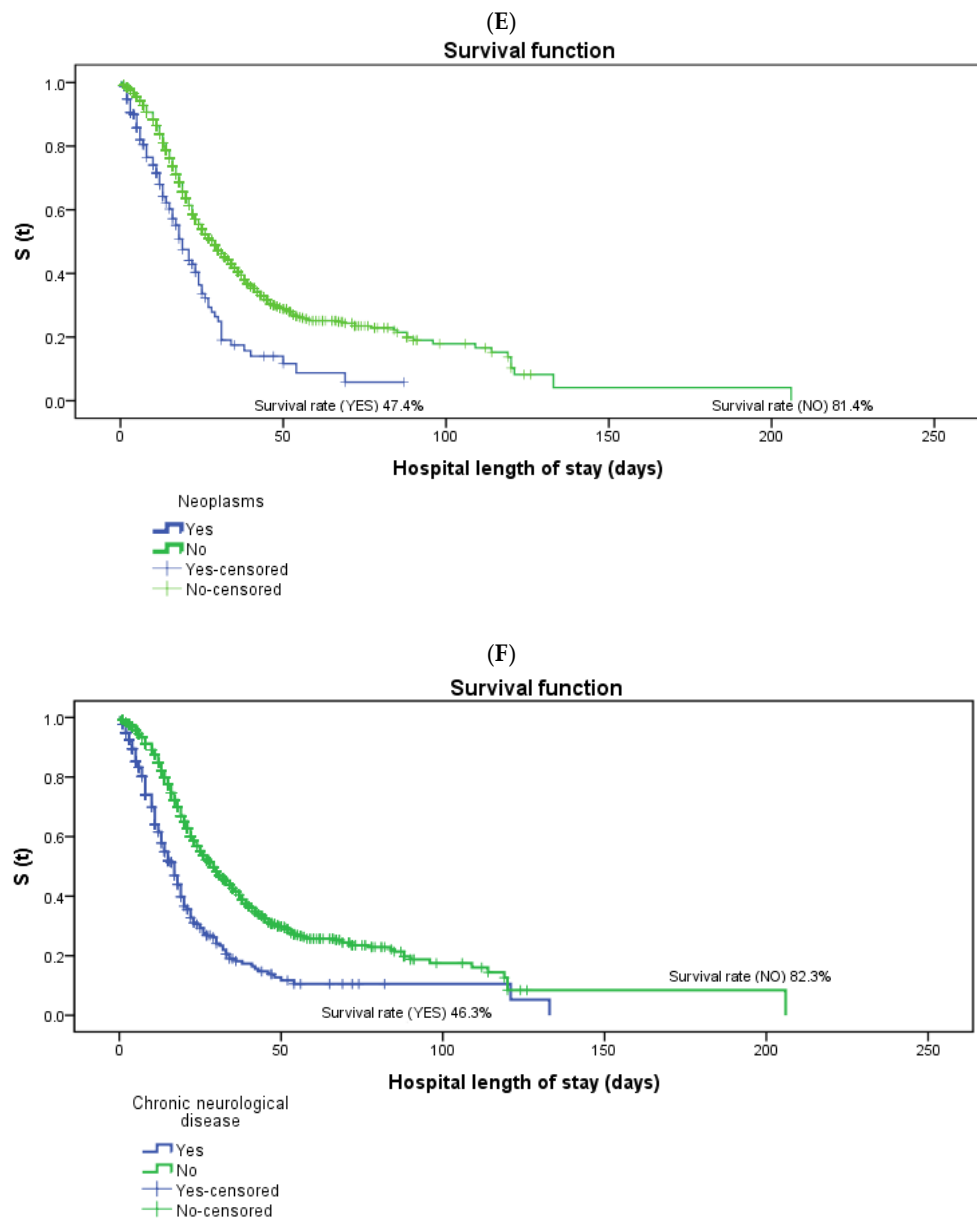 (E)
Survival function
1.0
0.8
0.6
0.4
0.2
0.0
S (t)
Survival rate (YES) 47.4%
Survival rate (NO) 81.4%
0 50 100 150 200 250
Hospital length of stay (days)
Neoplasms
Yes
No
Yes-censored
No-censored
(F)
Survival function
1.0
0.8
0.6
0.4
0.2
0.0
S (t)
Survival rate (NO) 82.3%
Survival rate (YES) 46.3%
0 50 100 150 200 250
Hospital length of stay (days)
Chronic neurological
disease
Yes
No
Yes-censored
No-censored